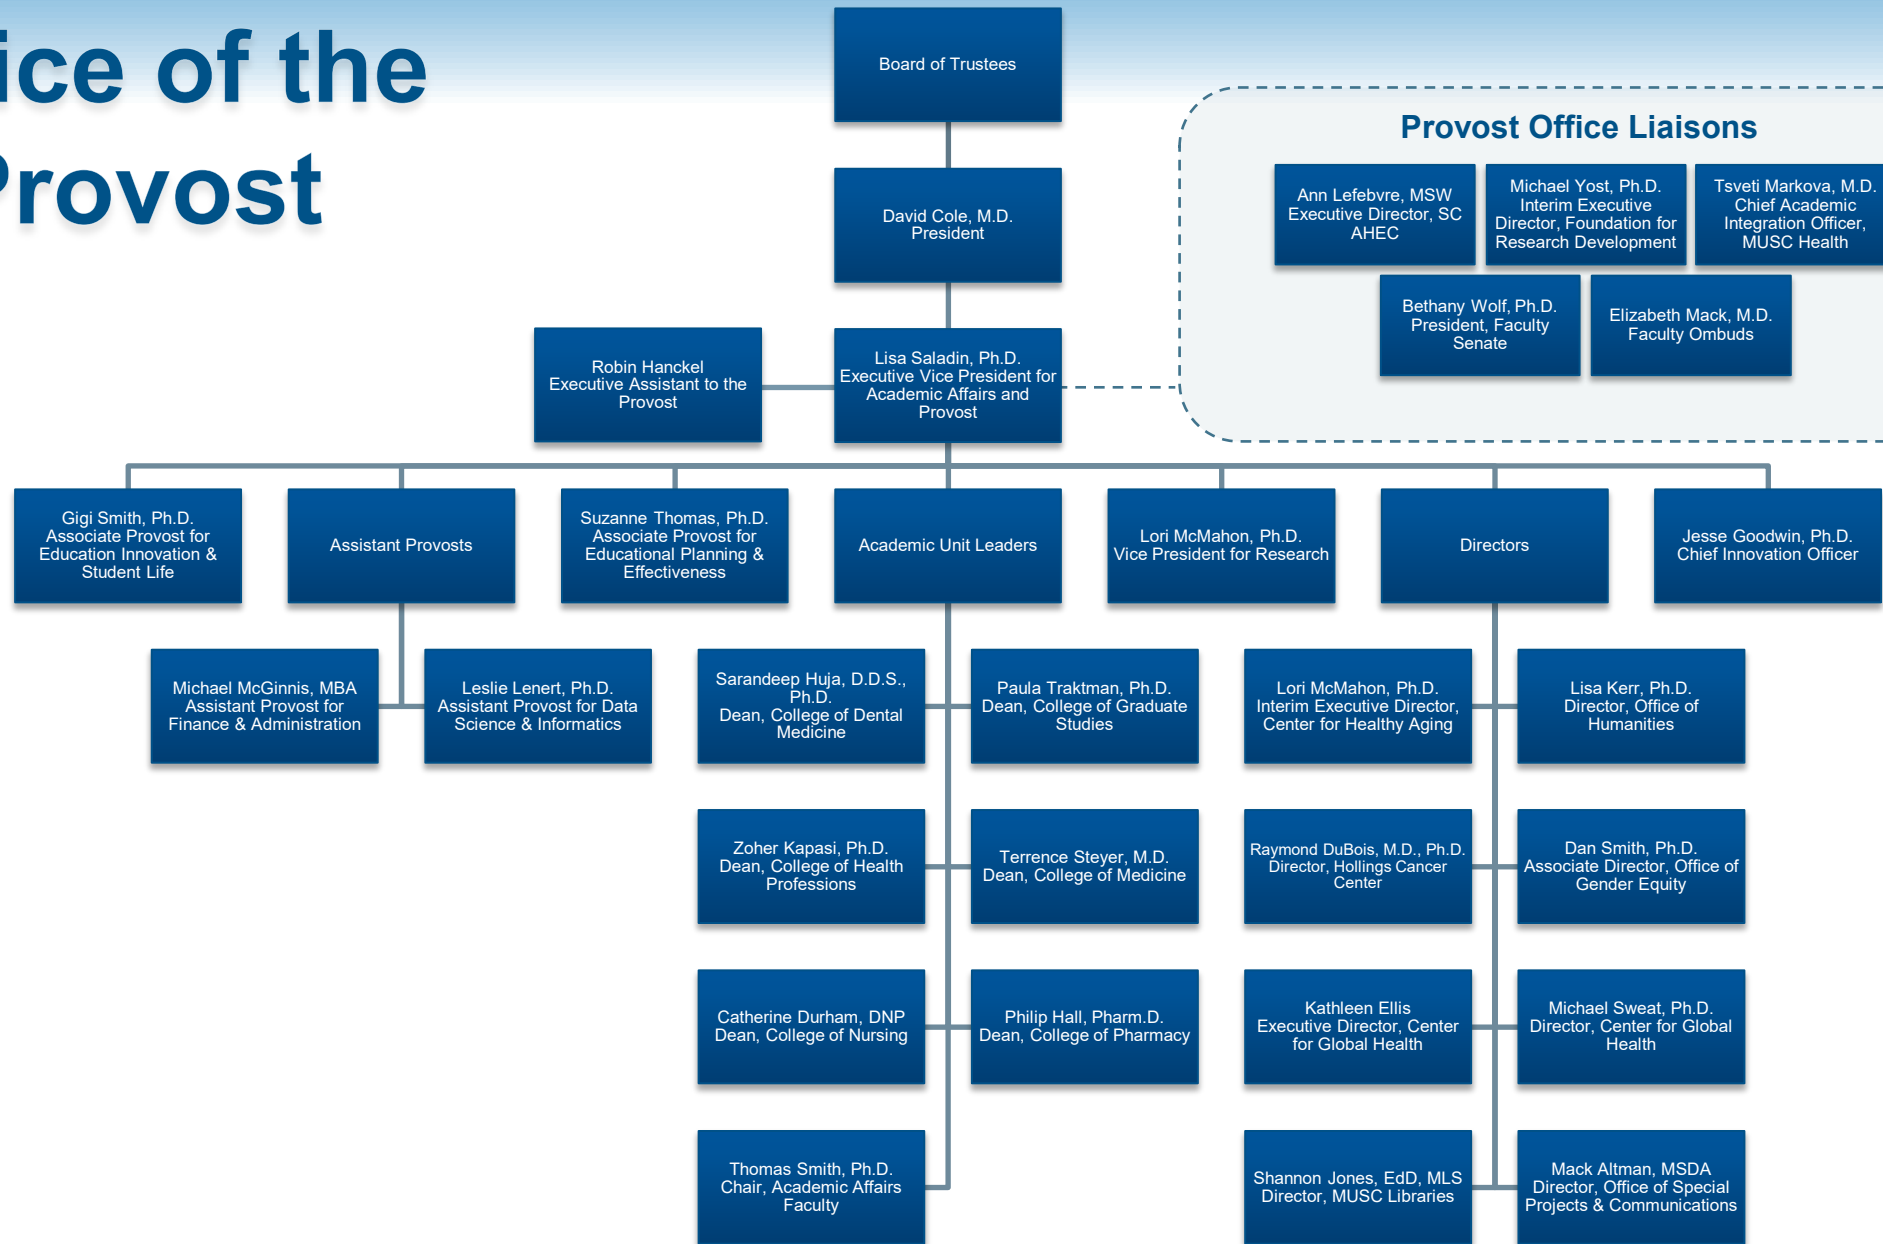 ice of the
Provost
Board of Trustees
David Cole, M.D.
President
Provost Office Liaisons
Ann Lefebvre, MSW
Executive Director, SC
AHEC
Michael Yost, Ph.D.
Interim Executive
Director, Foundation for
Research Development
Tsveti Markova, M.D.
Chief Academic
Integration Officer,
MUSC Health
Bethany Wolf, Ph.D.
President, Faculty
Senate
Elizabeth Mack, M.D.
Faculty Ombuds
Robin Hanckel
Executive Assistant to the
Provost
Lisa Saladin, Ph.D.
Executive Vice President for
Academic Affairs and
Provost
Gigi Smith, Ph.D.
Associate Provost for
Education Innovation &
Student Life
Assistant Provosts
Suzanne Thomas, Ph.D.
Associate Provost for
Educational Planning &
Effectiveness
Academic Unit Leaders
Lori McMahon, Ph.D.
Vice President for Research
Directors
Jesse Goodwin, Ph.D.
Chief Innovation Officer
Michael McGinnis, MBA
Assistant Provost for
Finance & Administration
Leslie Lenert, Ph.D.
Assistant Provost for Data
Science & Informatics
Sarandeep Huja, D.D.S.,
Ph.D.
Dean, College of Dental
Medicine
Paula Traktman, Ph.D.
Dean, College of Graduate
Studies
Lori McMahon, Ph.D.
Interim Executive Director,
Center for Healthy Aging
Lisa Kerr, Ph.D.
Director, Office of
Humanities
Zoher Kapasi, Ph.D.
Dean, College of Health
Professions
Terrence Steyer, M.D.
Dean, College of Medicine
Raymond DuBois, M.D., Ph.D.
Director, Hollings Cancer
Center
Dan Smith, Ph.D.
Associate Director, Office of
Gender Equity
Catherine Durham, DNP
Dean, College of Nursing
Philip Hall, Pharm.D.
Dean, College of Pharmacy
Kathleen Ellis
Executive Director, Center
for Global Health
Michael Sweat, Ph.D.
Director, Center for Global
Health
Thomas Smith, Ph.D.
Chair, Academic Affairs
Faculty
Shannon Jones, EdD, MLS
Director, MUSC Libraries
Mack Altman, MSDA
Director, Office of Special
Projects & Communications